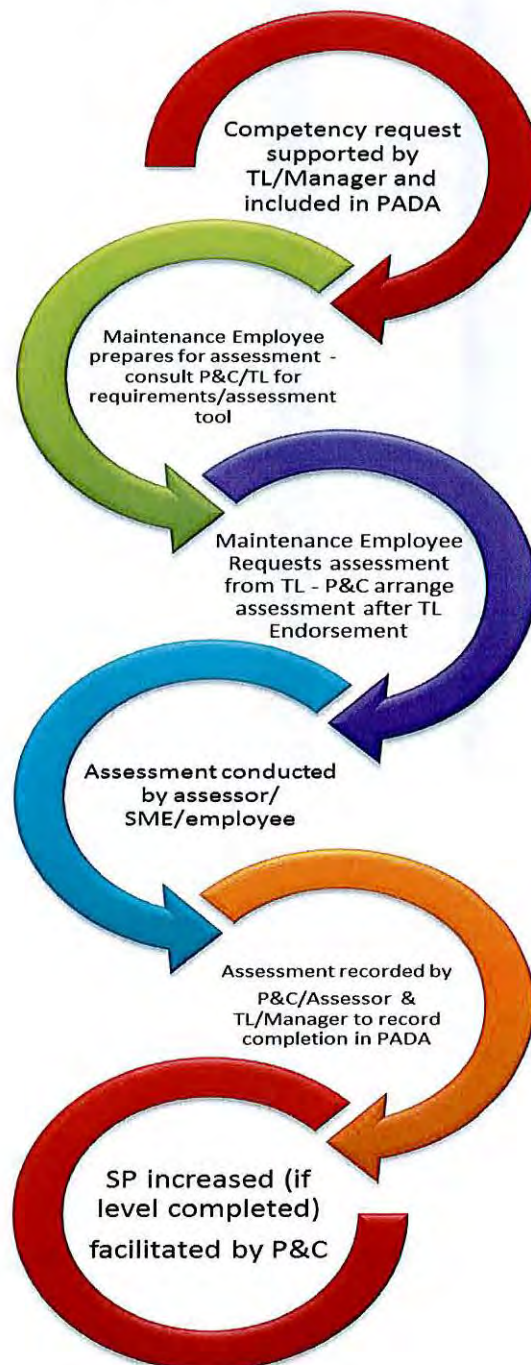 Competency request
supported by
TL/Manager and
included in PADA
Maintenance Employee
prepares for assessment -
consult P&C/TL for
requirements/assessment
tool
Maintenance Employee
Requests assessment
from TL - P&C arrange
assessment after TL
Endorsement
Assessment conducted
by assessor/
SME/employee
Assessment recorded by
P&C/Assessor &
TL/Manager to record
completion in PADA
SP increased (if
level completed)
facilitated by P&C